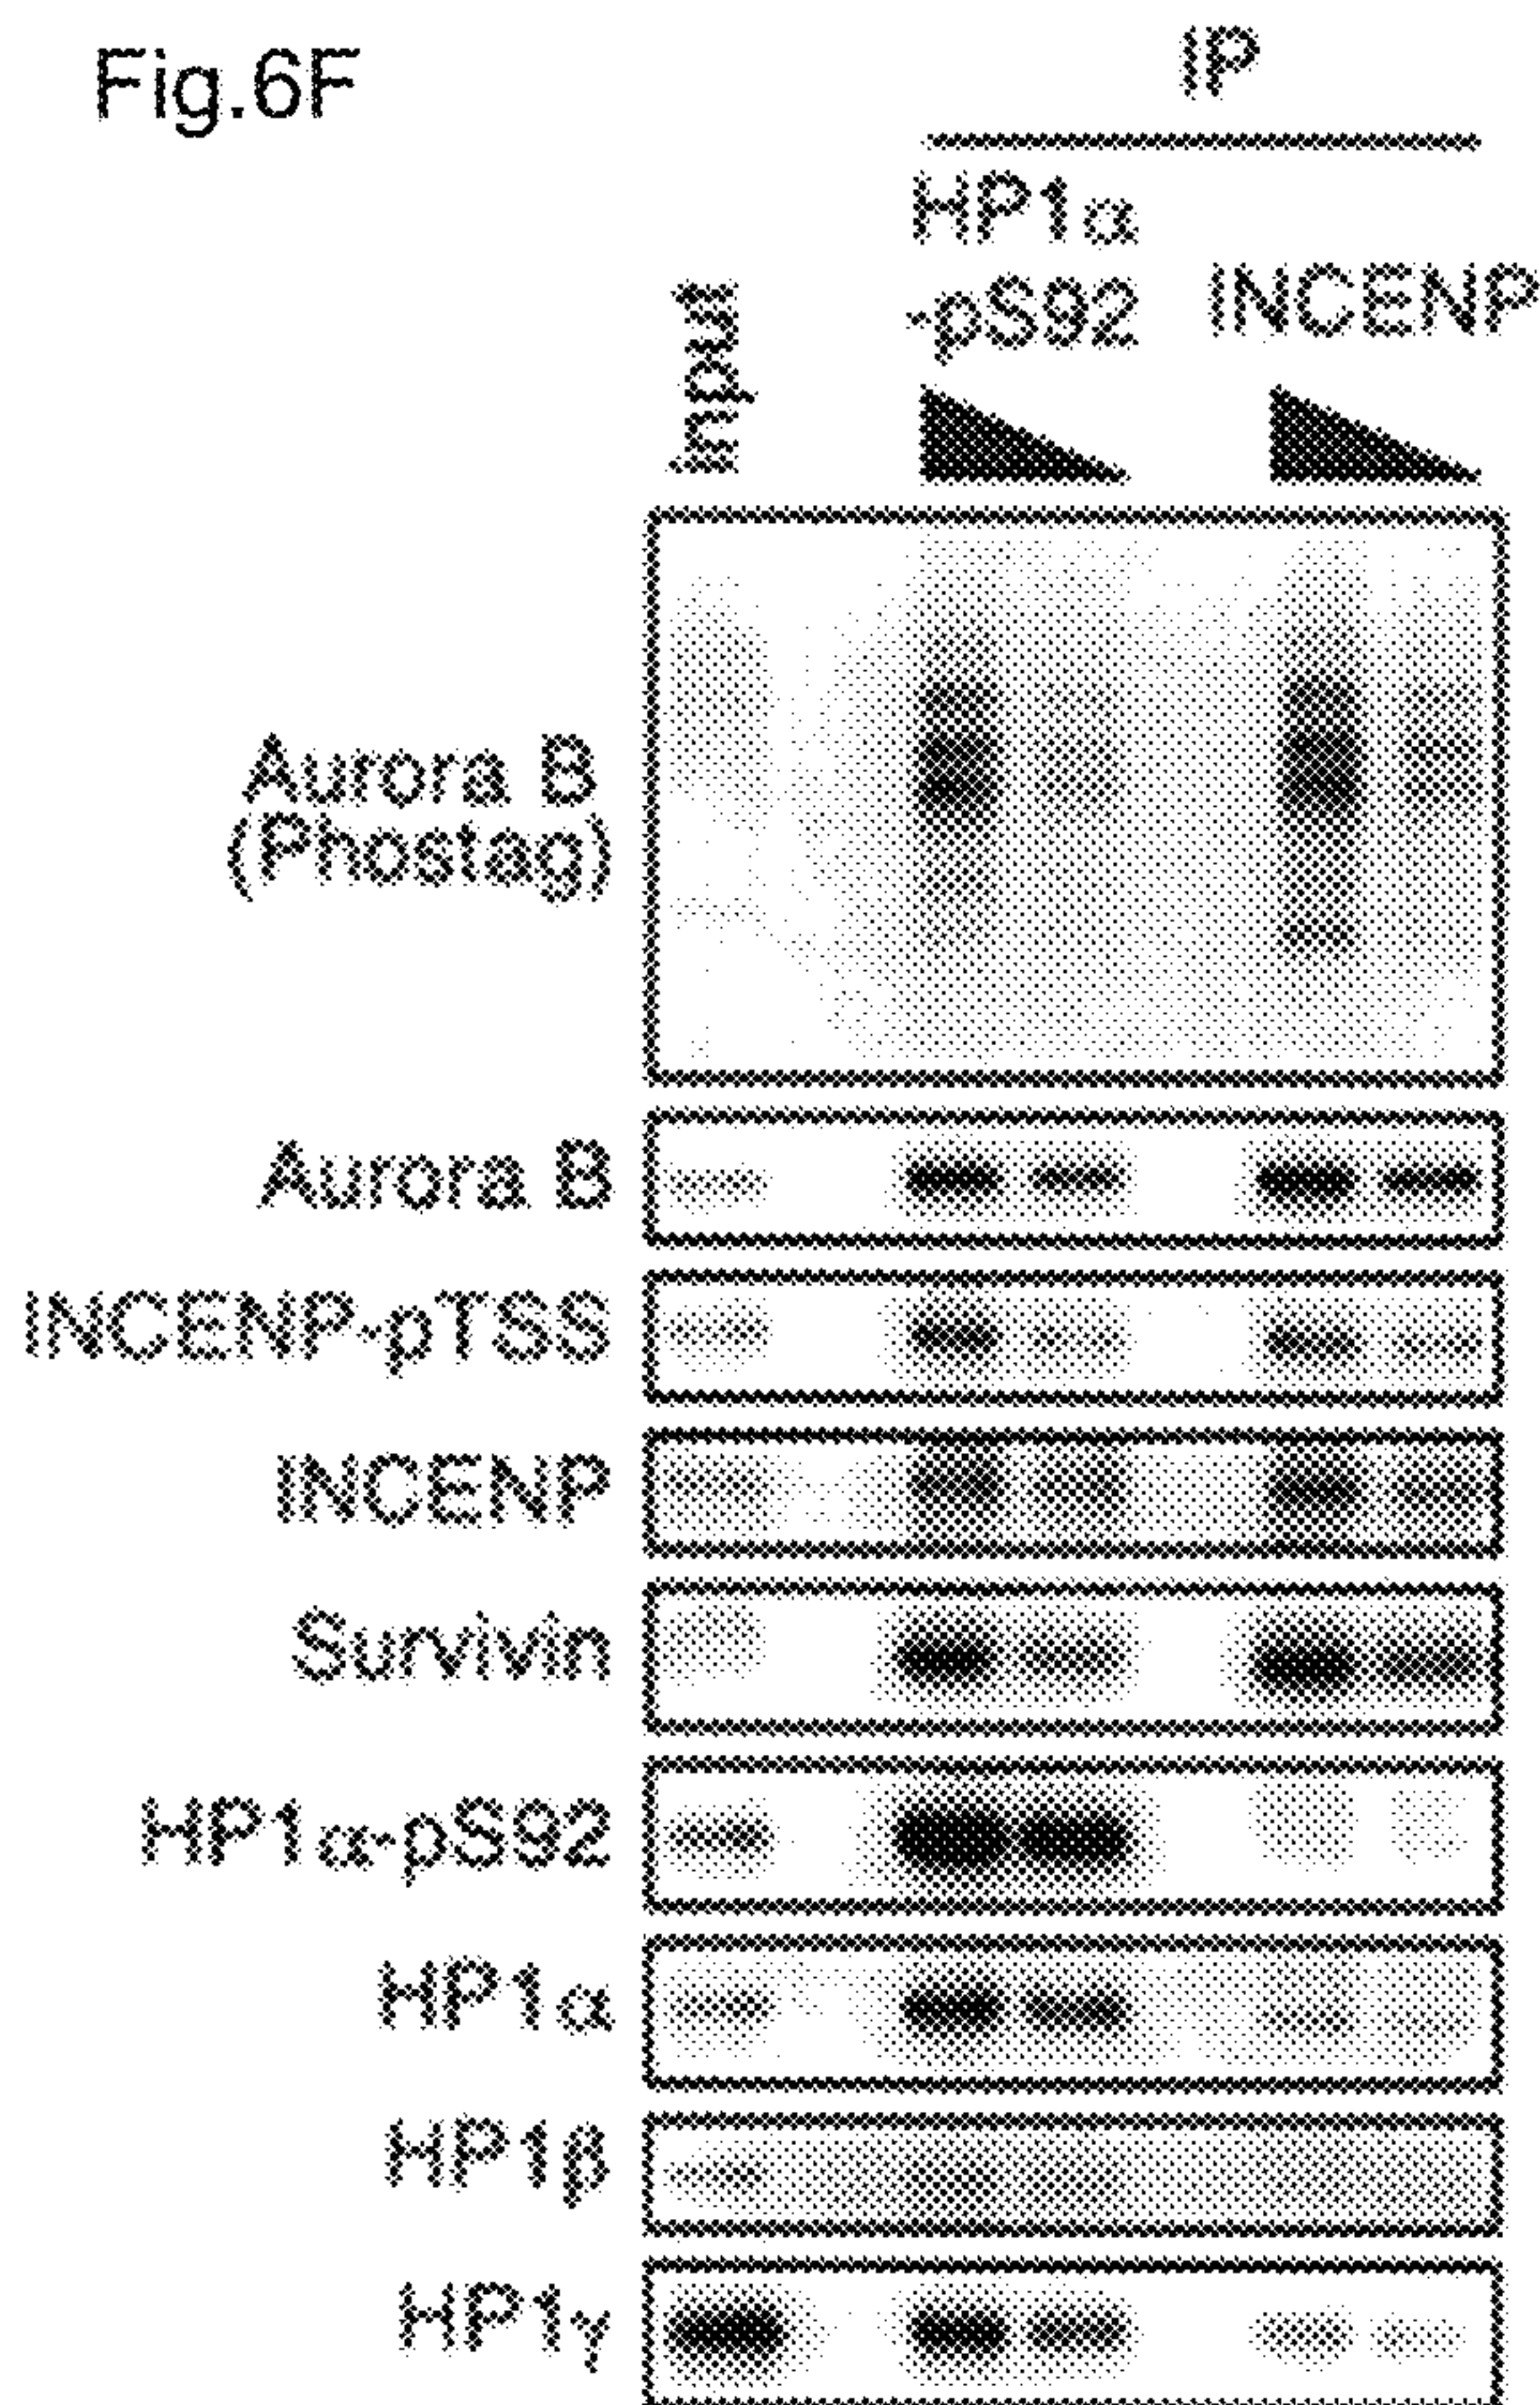 Fig.6F
IP
HP1α
-pS92
INCENP
input
Aurora B
(Phostag)
Aurora B
INCENP-pTSS
INCENP
Survivin
HP1α-pS92
HP1α
HP1β
HP1γ